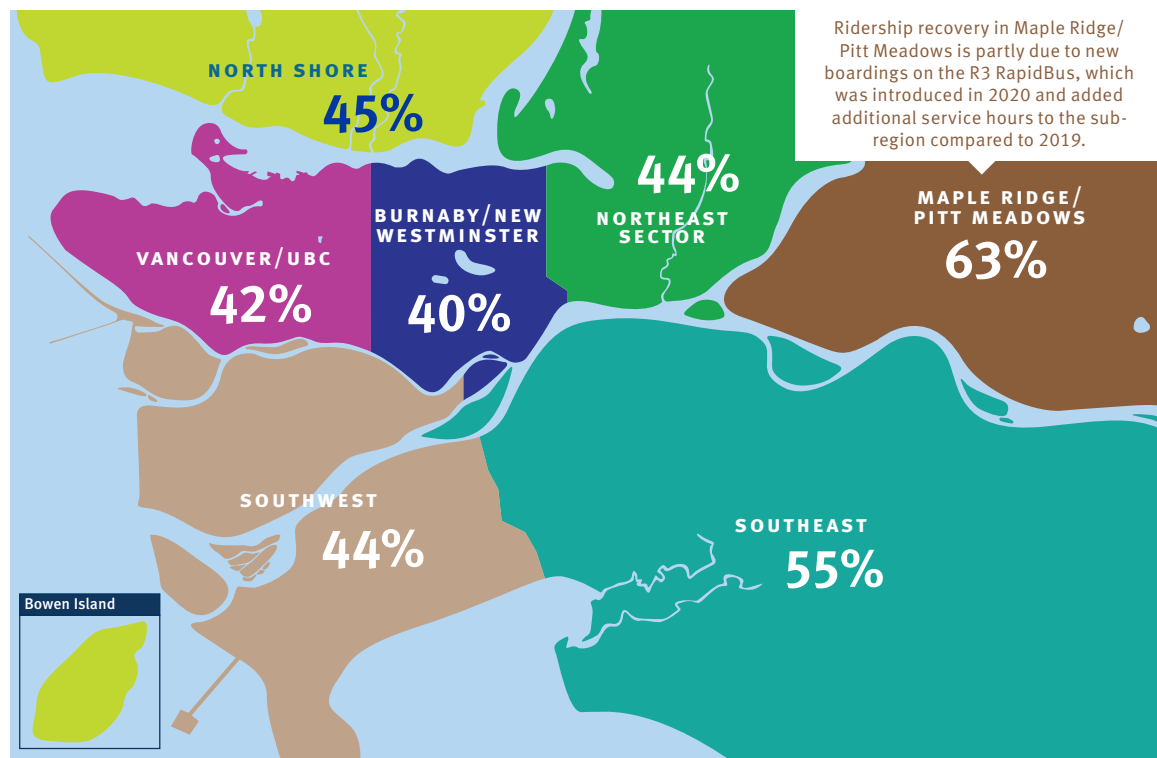 Ridership recovery in Maple Ridge/
Pitt Meadows is partly due to new
boardings on the R3 RapidBus, which
was introduced in 2020 and added
additional service hours to the sub-
region compared to 2019.
NORTH SHORE
45%
44%
NORTHEAST
SECTOR
MAPLE RIDGE/
PITT MEADOWS
63%
BURNABY/NEW
WESTMINSTER
40%
VANCOUVER/UBC
42%
SOUTHWEST
44%
SOUTHEAST
55%
Bowen Island